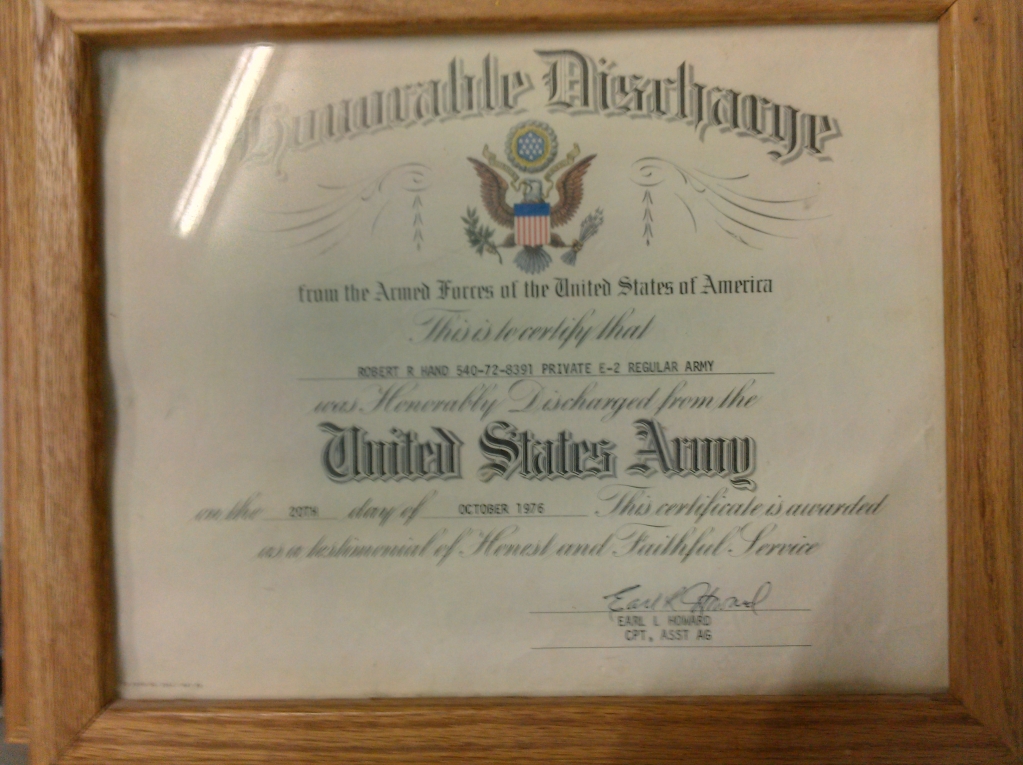 Honorable Discharge
from the Armed Forces of the United States of America
This is to certify that
ROBERT R HAND 540-72-8391 PRIVATE E-2 REGULAR ARMY
was Honorably Discharged from the
United States Army
on the 20TH day of OCTOBER 1976 This certificate is awarded
as a testimonial of Honest and Faithful Service
Earl L Howard
EARL L HOWARD
CPT, ASST AG